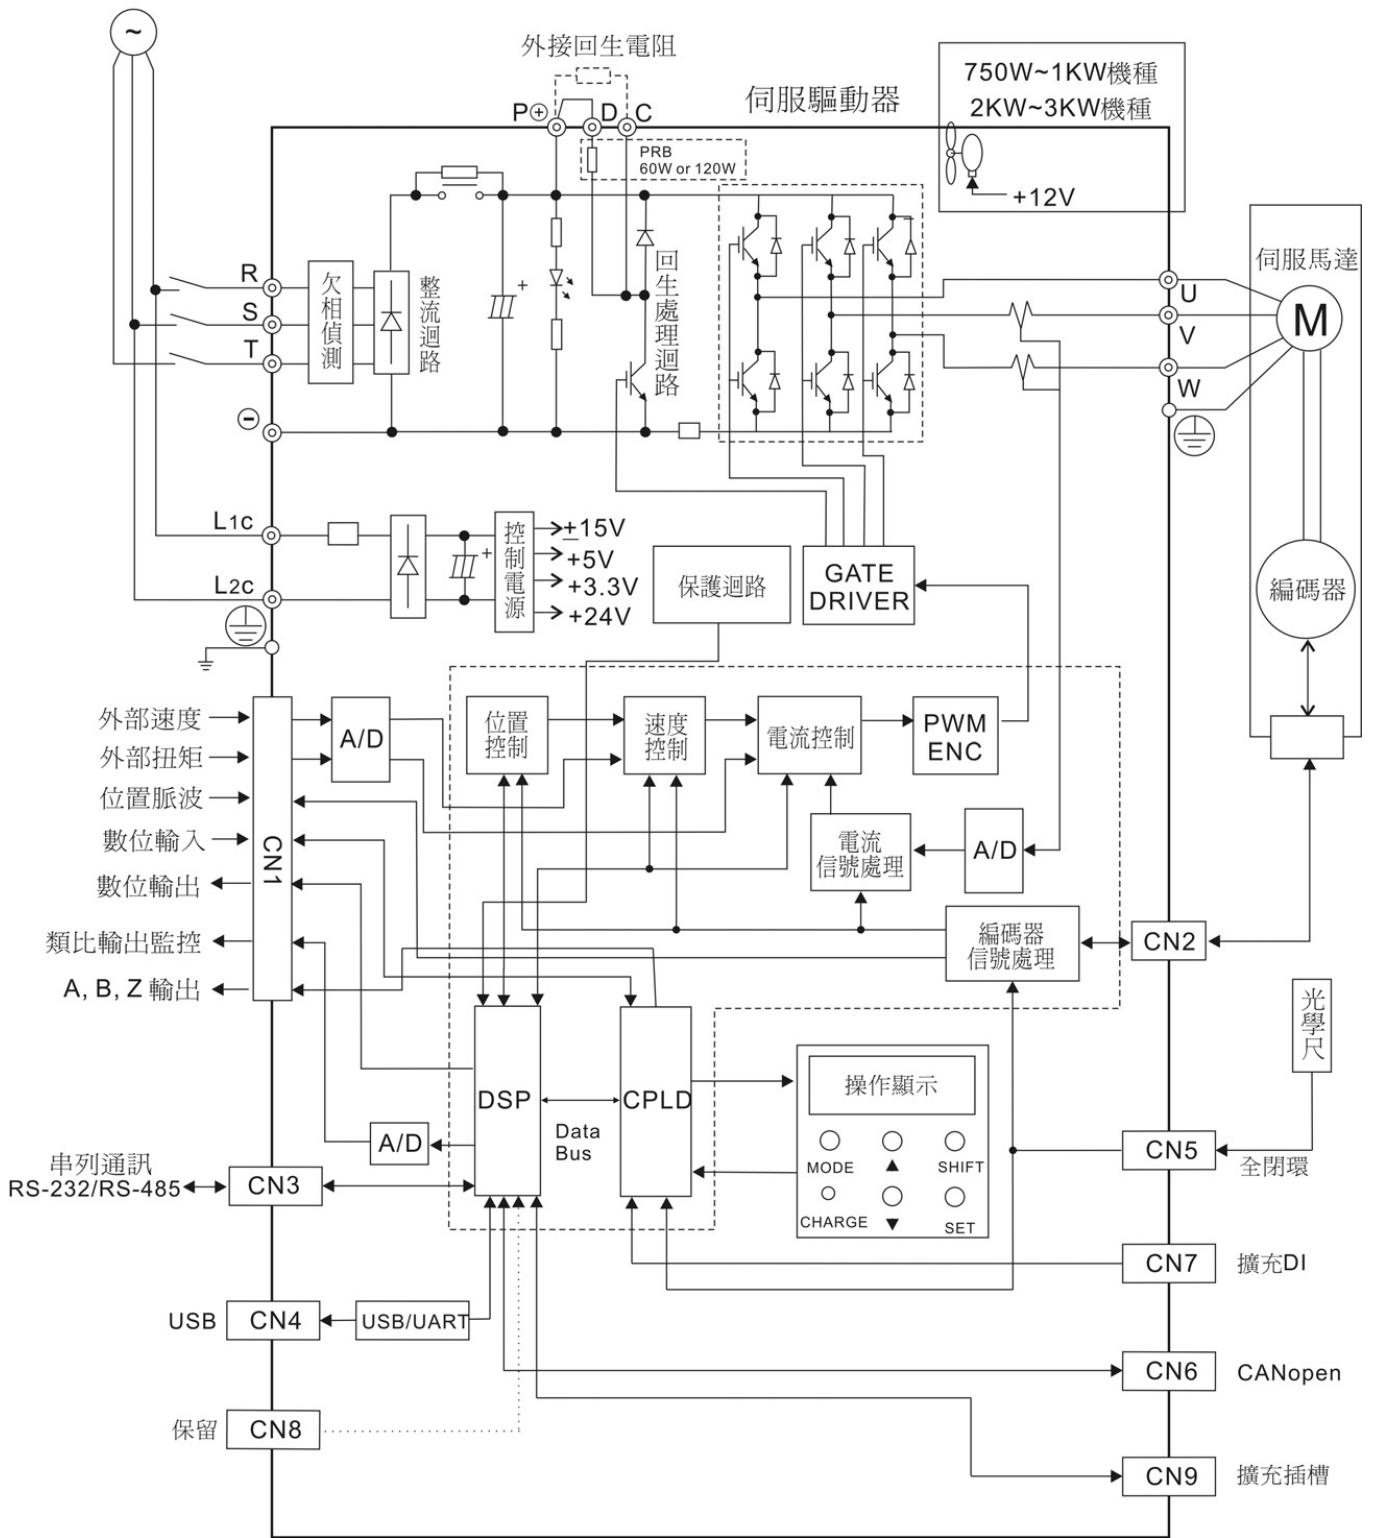 ~
外接回生電阻
P⊕
D
C
伺服驅動器
750W~1KW機種
2KW~3KW機種
+12V
PRB
60W or 120W
R
S
T
⊖
欠相偵測
整流迴路
+
回生處理迴路
U
V
W
伺服馬達
M
編碼器
L1c
L2c
+
控制電源
±15V
+5V
+3.3V
+24V
保護迴路
GATE
DRIVER
外部速度
外部扭矩
位置脈波
數位輸入
數位輸出
類比輸出監控
A, B, Z 輸出
CN1
A/D
位置
控制
速度
控制
電流控制
PWM
ENC
電流
信號處理
A/D
編碼器
信號處理
CN2
光學尺
DSP
Data
Bus
CPLD
操作顯示
MODE
▲
SHIFT
CHARGE
▼
SET
A/D
串列通訊
RS-232/RS-485
CN3
CN5
全閉環
CN7
擴充DI
USB
CN4
USB/UART
CN6
CANopen
保留
CN8
CN9
擴充插槽